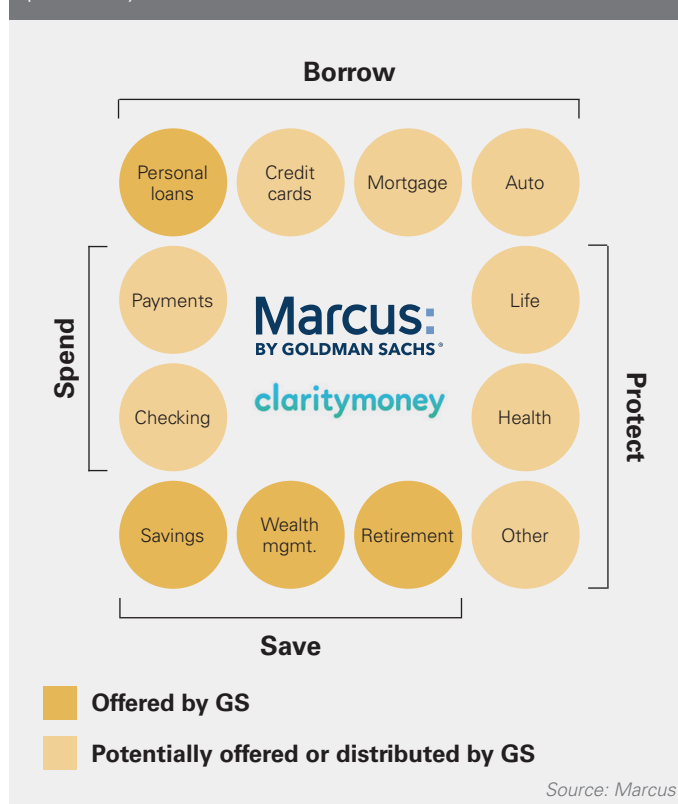 Borrow
Personal
loans
Credit
cards
Mortgage
Auto
Spend
Payments
Checking
Marcus:
BY GOLDMAN SACHS®
claritymoney
Life
Health
Protect
Savings
Wealth
mgmt.
Retirement
Other
Save
Offered by GS
Potentially offered or distributed by GS
Source: Marcus